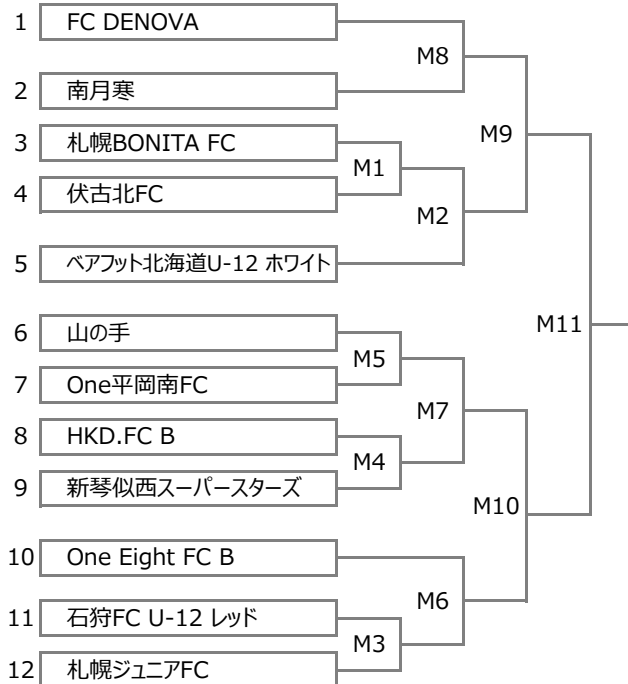 1 FC DENOVA
M8
2 南月寒
3 札幌BONITA FC
M9
M1
4 伏古北FC
M2
5 ベアフット北海道U-12 ホワイト
6 山の手
M11
M5
7 One平岡南FC
M7
8 HKD.FC B
M4
9 新琴似西スーパースターズ
M10
10 One Eight FC B
M6
11 石狩FC U-12 レッド
M3
12 札幌ジュニアFC